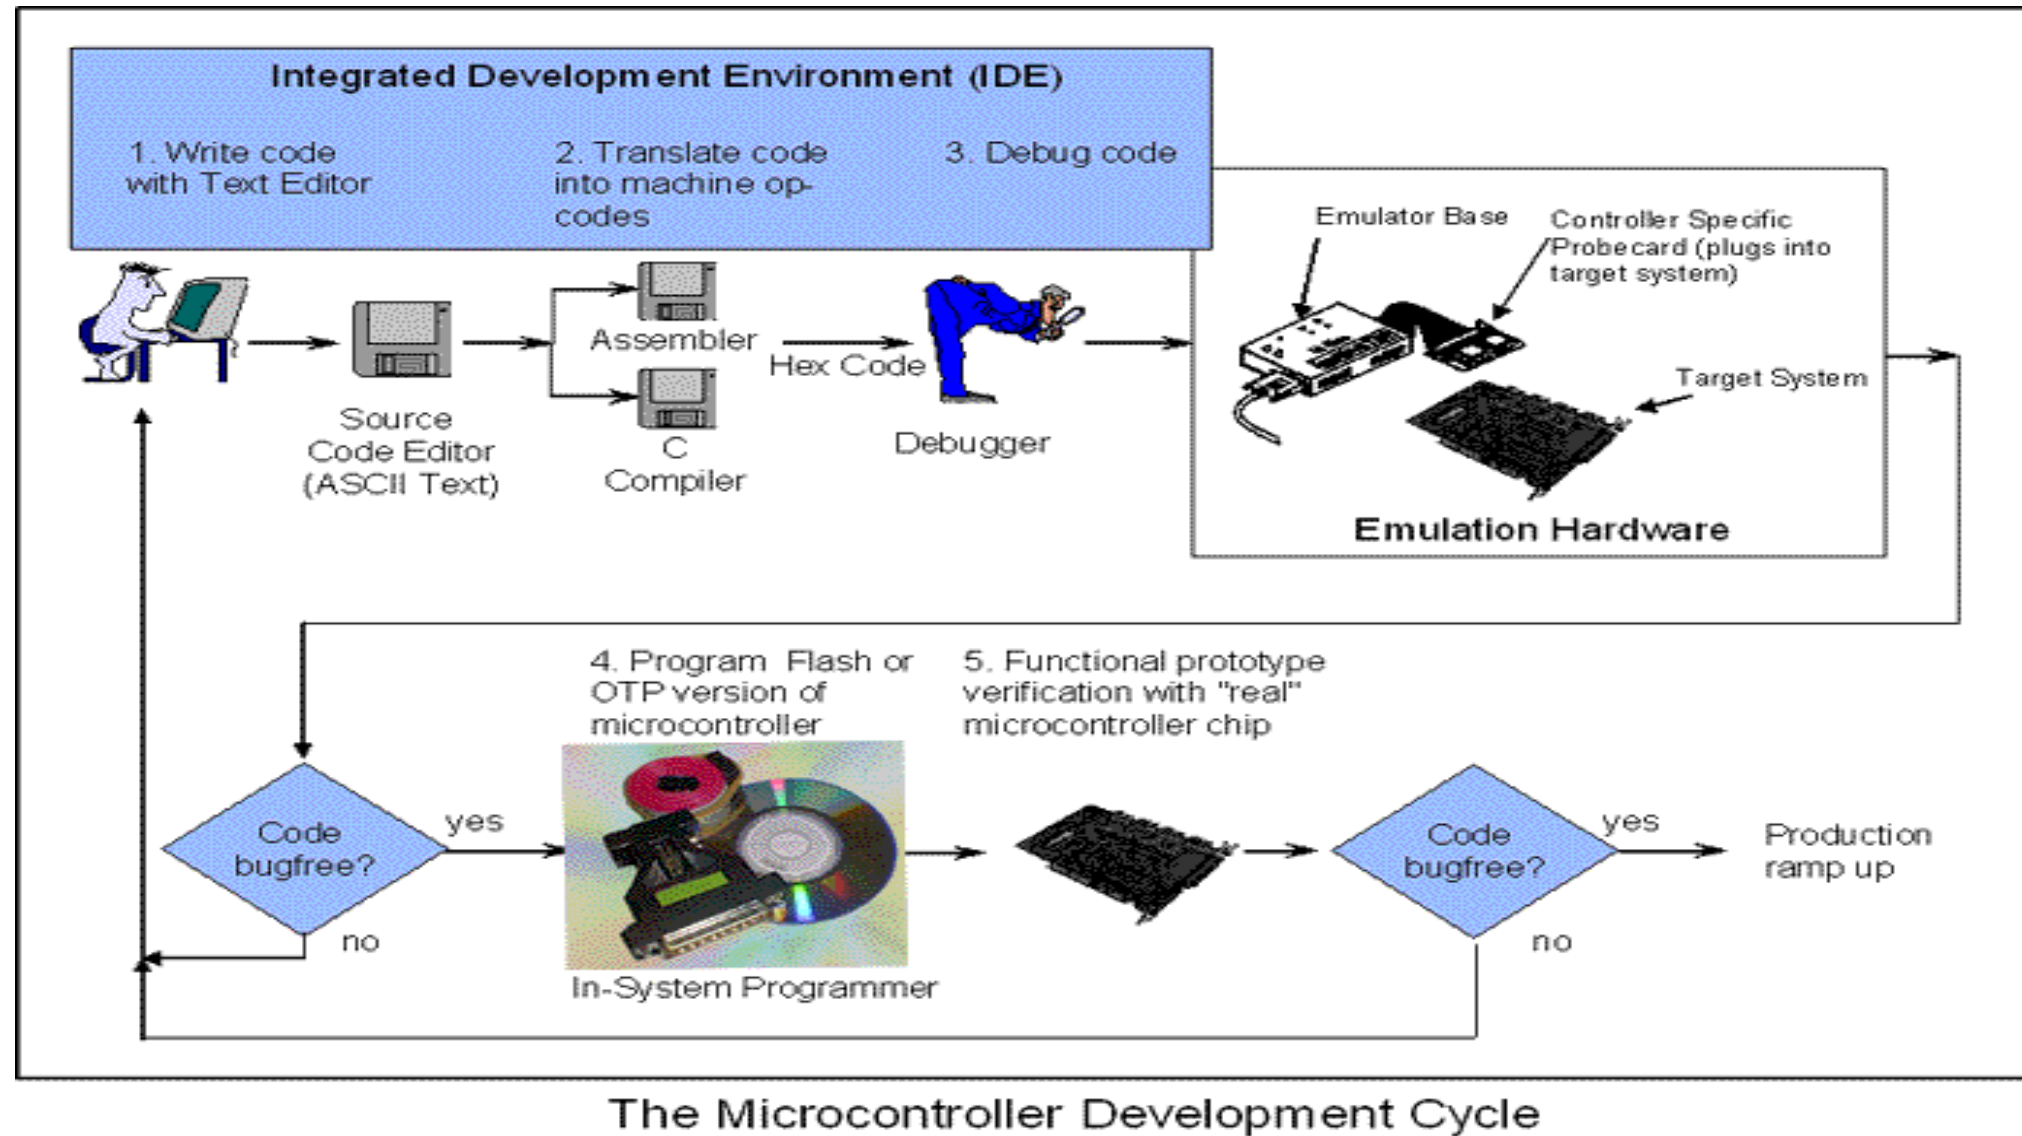 Integrated Development Environment (IDE)
1. Write code
with Text Editor
2. Translate code
into machine op-
codes
3. Debug code
Emulator Base
Controller Specific
Probecard (plugs into
target system)
Target System
Emulation Hardware
Source
Code Editor
(ASCII Text)
Assembler
C
Compiler
Hex Code
Debugger
4. Program Flash or
OTP version of
microcontroller
5. Functional prototype
verification with "real"
microcontroller chip
Code
bugfree?
yes
no
In-System Programmer
Code
bugfree?
yes
no
Production
ramp up
The Microcontroller Development Cycle